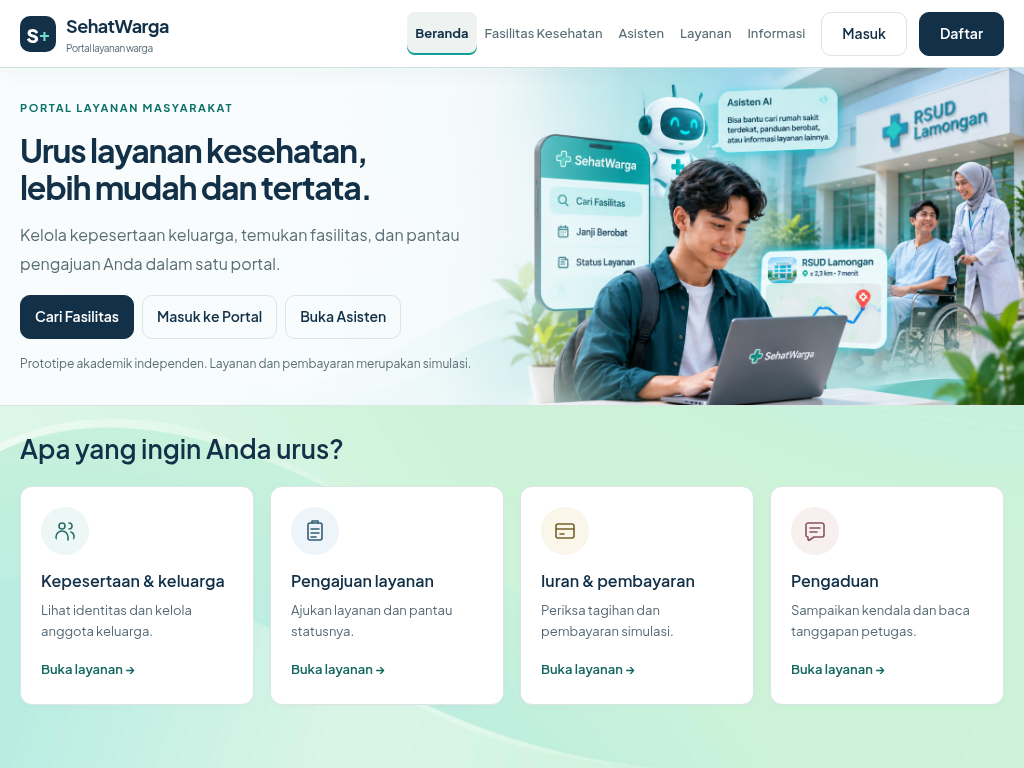 S+
SehatWarga
Portal layanan warga
Beranda
Fasilitas Kesehatan
Asisten
Layanan
Informasi
Masuk
Daftar
PORTAL LAYANAN MASYARAKAT
Urus layanan kesehatan,
lebih mudah dan tertata.
Kelola kepesertaan keluarga, temukan fasilitas, dan pantau
pengajuan Anda dalam satu portal.
Cari Fasilitas
Masuk ke Portal
Buka Asisten
Prototipe akademik independen. Layanan dan pembayaran merupakan simulasi.
Asisten AI
Bisa bantu cari rumah sakit
terdekat, panduan berobat,
atau informasi layanan lainnya.
RSUD
Lamongan
SehatWarga
Cari Fasilitas
Janji Berobat
Status Layanan
RSUD Lamongan
± 2,3 km • 7 menit
SehatWarga
Apa yang ingin Anda urus?
Kepesertaan & keluarga
Lihat identitas dan kelola
anggota keluarga.
Buka layanan →
Pengajuan layanan
Ajukan layanan dan pantau
statusnya.
Buka layanan →
Iuran & pembayaran
Periksa tagihan dan
pembayaran simulasi.
Buka layanan →
Pengaduan
Sampaikan kendala dan baca
tanggapan petugas.
Buka layanan →